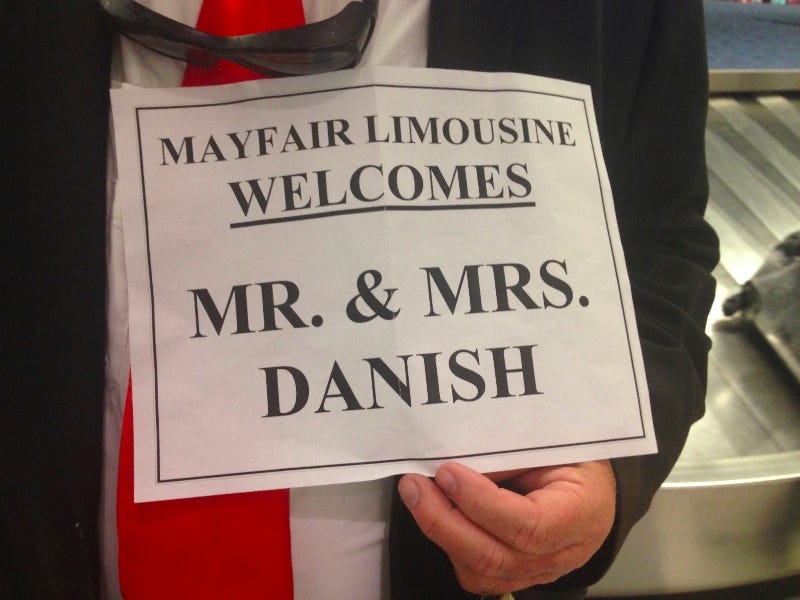 MAYFAIR LIMOUSINE
WELCOMES
MR. & MRS.
DANISH